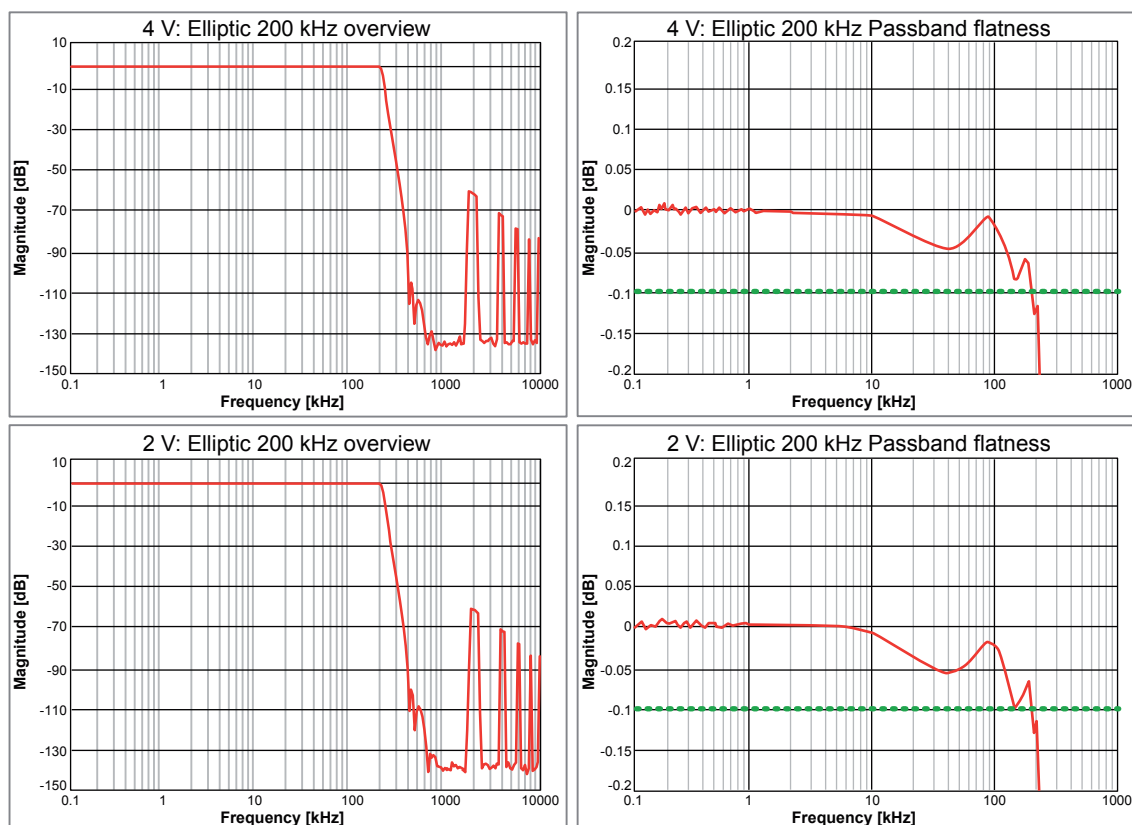 4 V: Elliptic 200 kHz overview
10
-10
-30
-50
-70
-90
-110
-130
-150
Magnitude [dB]
0.1 1 10 100 1000 10000
Frequency [kHz]
4 V: Elliptic 200 kHz Passband flatness
0.2
0.15
0.1
0.05
0
-0.05
-0.1
-0.15
-0.2
Magnitude [dB]
0.1 1 10 100 1000
Frequency [kHz]
2 V: Elliptic 200 kHz overview
10
-10
-30
-50
-70
-90
-110
-130
-150
Magnitude [dB]
0.1 1 10 100 1000 10000
Frequency [kHz]
2 V: Elliptic 200 kHz Passband flatness
0.2
0.15
0.1
0.05
0
-0.05
-0.1
-0.15
-0.2
Magnitude [dB]
0.1 1 10 100 1000
Frequency [kHz]